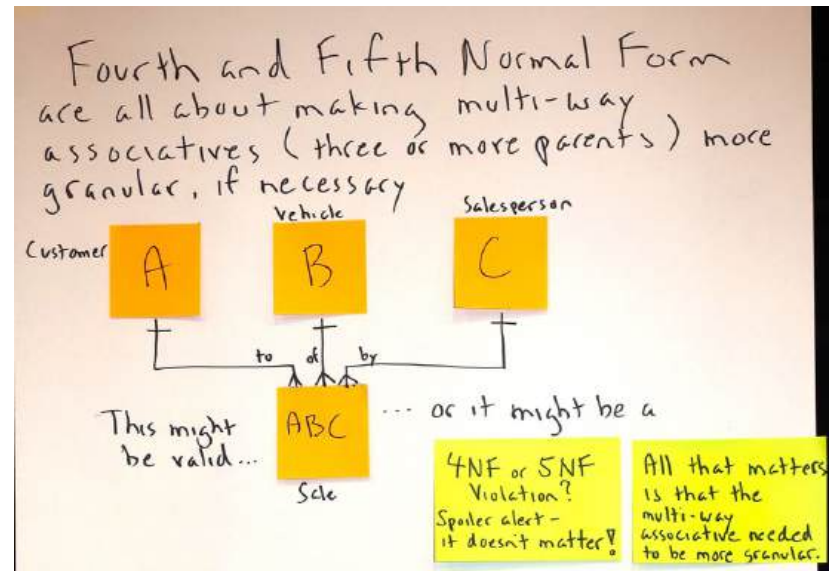 Fourth and Fifth Normal Form
are all about making multi-way
associatives (three or more parents) more
granular, if necessary
Customer
A
Vehicle
B
Salesperson
C
to
of
by
This might
be valid...
ABC
Sale
... or it might be a
4NF or 5NF
Violation?
Spoiler alert -
it doesn't matter!
All that matters
is that the
multi-way
associative needed
to be more granular.